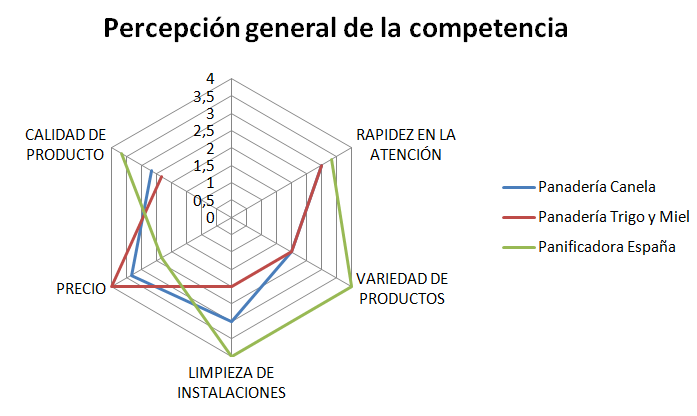 Percepción general de la competencia
4
3,5
3
2,5
2
1,5
1
0,5
0
CALIDAD DE
PRODUCTO
RAPIDEZ EN LA
ATENCIÓN
VARIEDAD DE
PRODUCTOS
LIMPIEZA DE
INSTALACIONES
PRECIO
Panadería Canela
Panadería Trigo y Miel
Panificadora España